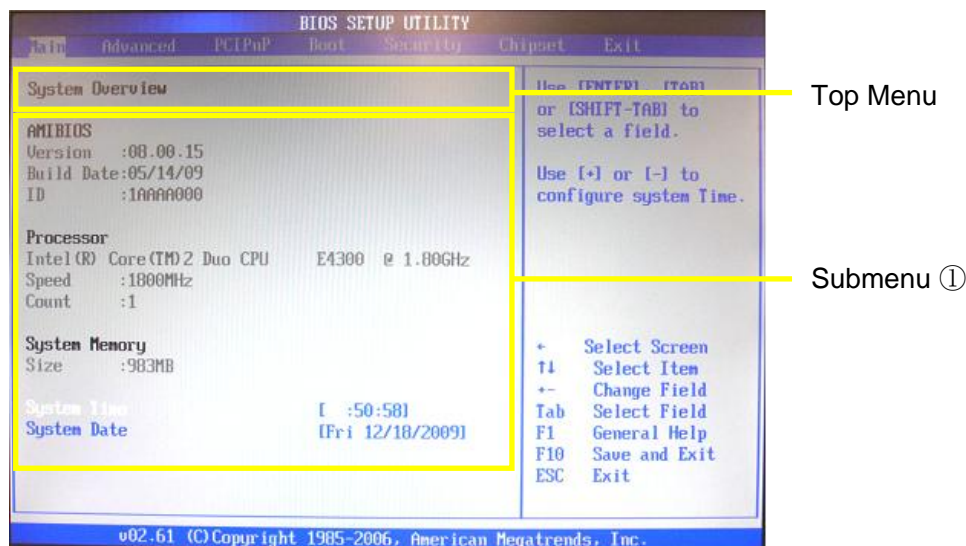 BIOS SETUP UTILITY
Main Advanced PCIPnP Boot Security Chipset Exit
System Overview
AMIBIOS
Version :08.00.15
Build Date:05/14/09
ID :1AAAA000
Processor
Intel(R) Core(TM)2 Duo CPU E4300 @ 1.80GHz
Speed :1800MHz
Count :1
System Memory
Size :983MB
System Time [ :50:58]
System Date [Fri 12/18/2009]
Use [ENTER], [TAB]
or [SHIFT-TAB] to
select a field.
Use [+] or [-] to
configure system Time.
← Select Screen
↑↓ Select Item
+- Change Field
Tab Select Field
F1 General Help
F10 Save and Exit
ESC Exit
v02.61 (C)Copyright 1985-2006, American Megatrends, Inc.
Top Menu
Submenu ①